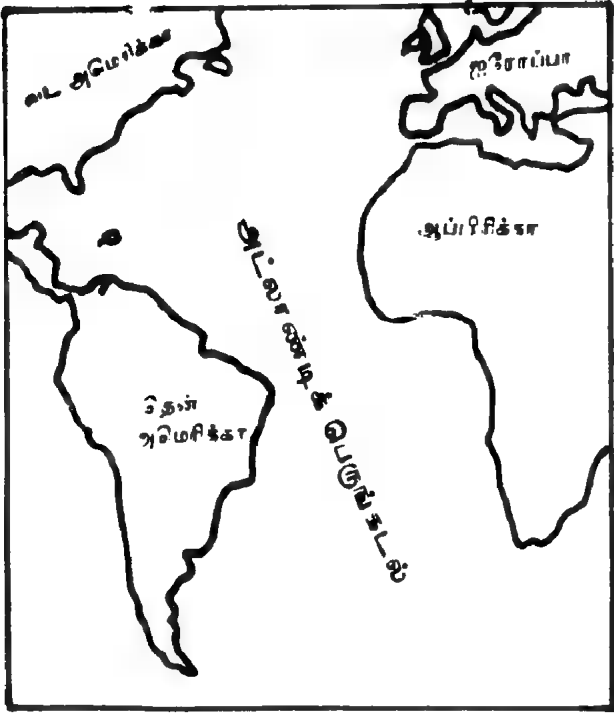 வட அமெரிக்கா
ஐரோப்பா
ஆப்பிரிக்கா
அட்லாண்டிக் பெருங்கடல்
தென்
அமெரிக்கா